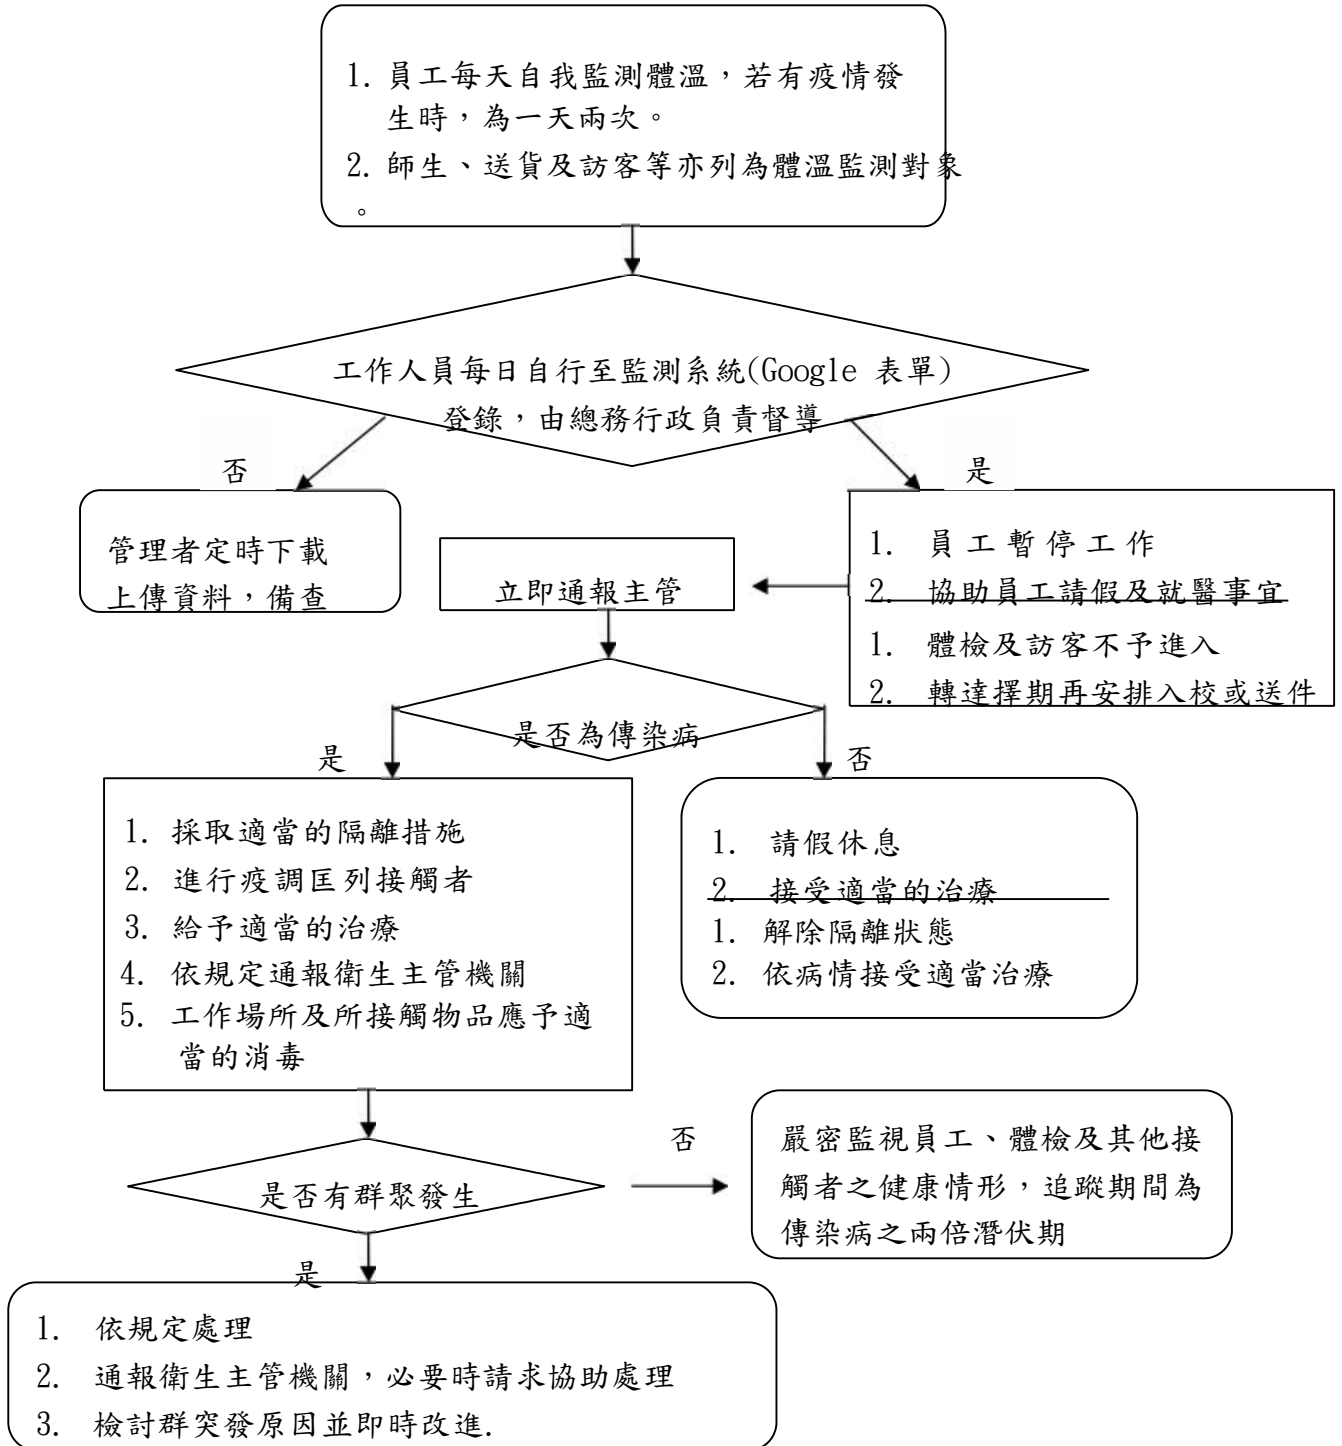 1. 員工每天自我監測體溫，若有疫情發
生時，為一天兩次。
2. 師生、送貨及訪客等亦列為體溫監測對象
。
工作人員每日自行至監測系統(Google 表單)
登錄，由總務行政負責督導
否
是
管理者定時下載
上傳資料，備查
立即通報主管
1. 員工暫停工作
2. 協助員工請假及就醫事宜
1. 體檢及訪客不予進入
2. 轉達擇期再安排入校或送件
是否為傳染病
是
否
1. 採取適當的隔離措施
2. 進行疫調匡列接觸者
3. 給予適當的治療
4. 依規定通報衛生主管機關
5. 工作場所及所接觸物品應予適
當的消毒
1. 請假休息
2. 接受適當的治療
1. 解除隔離狀態
2. 依病情接受適當治療
是否有群聚發生
否
嚴密監視員工、體檢及其他接
觸者之健康情形，追蹤期間為
傳染病之兩倍潛伏期
是
1. 依規定處理
2. 通報衛生主管機關，必要時請求協助處理
3. 檢討群突發原因並即時改進.